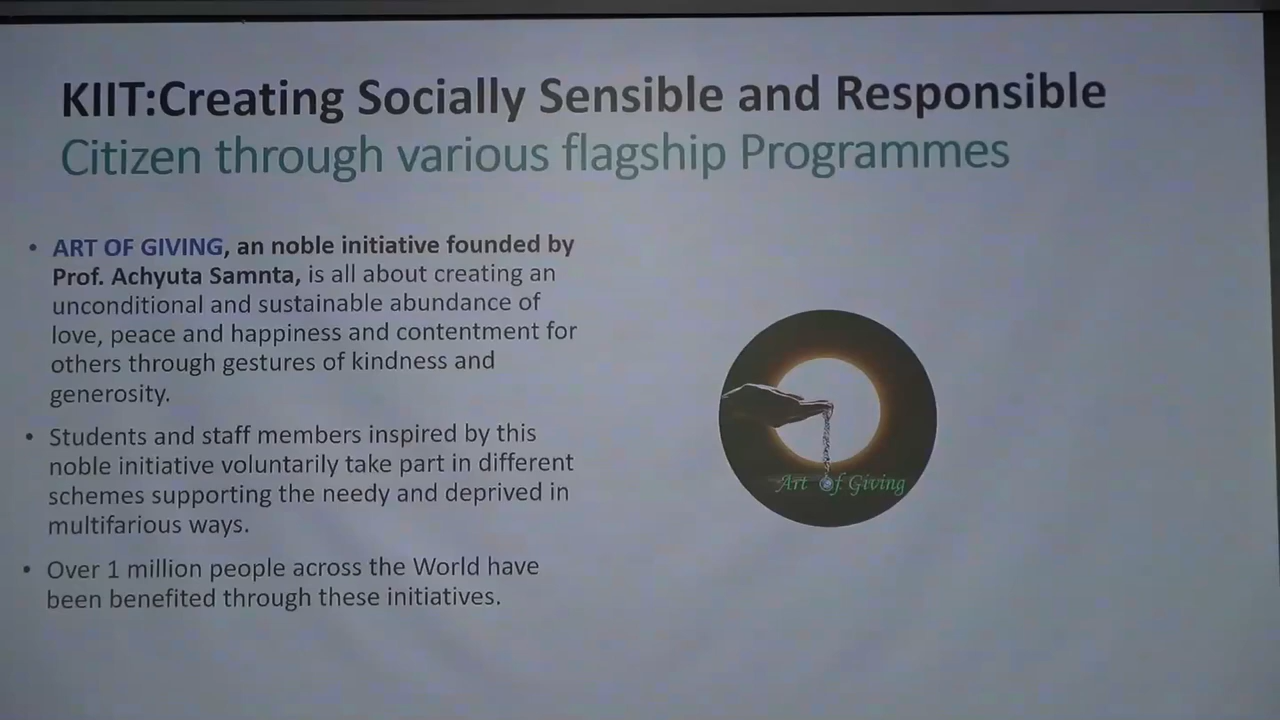 KIIT:Creating Socially Sensible and Responsible
Citizen through various flagship Programmes
• ART OF GIVING, an noble initiative founded by
Prof. Achyuta Samnta, is all about creating an
unconditional and sustainable abundance of
love, peace and happiness and contentment for
others through gestures of kindness and
generosity.
• Students and staff members inspired by this
noble initiative voluntarily take part in different
schemes supporting the needy and deprived in
multifarious ways.
• Over 1 million people across the World have
been benefited through these initiatives.
Art Of Giving